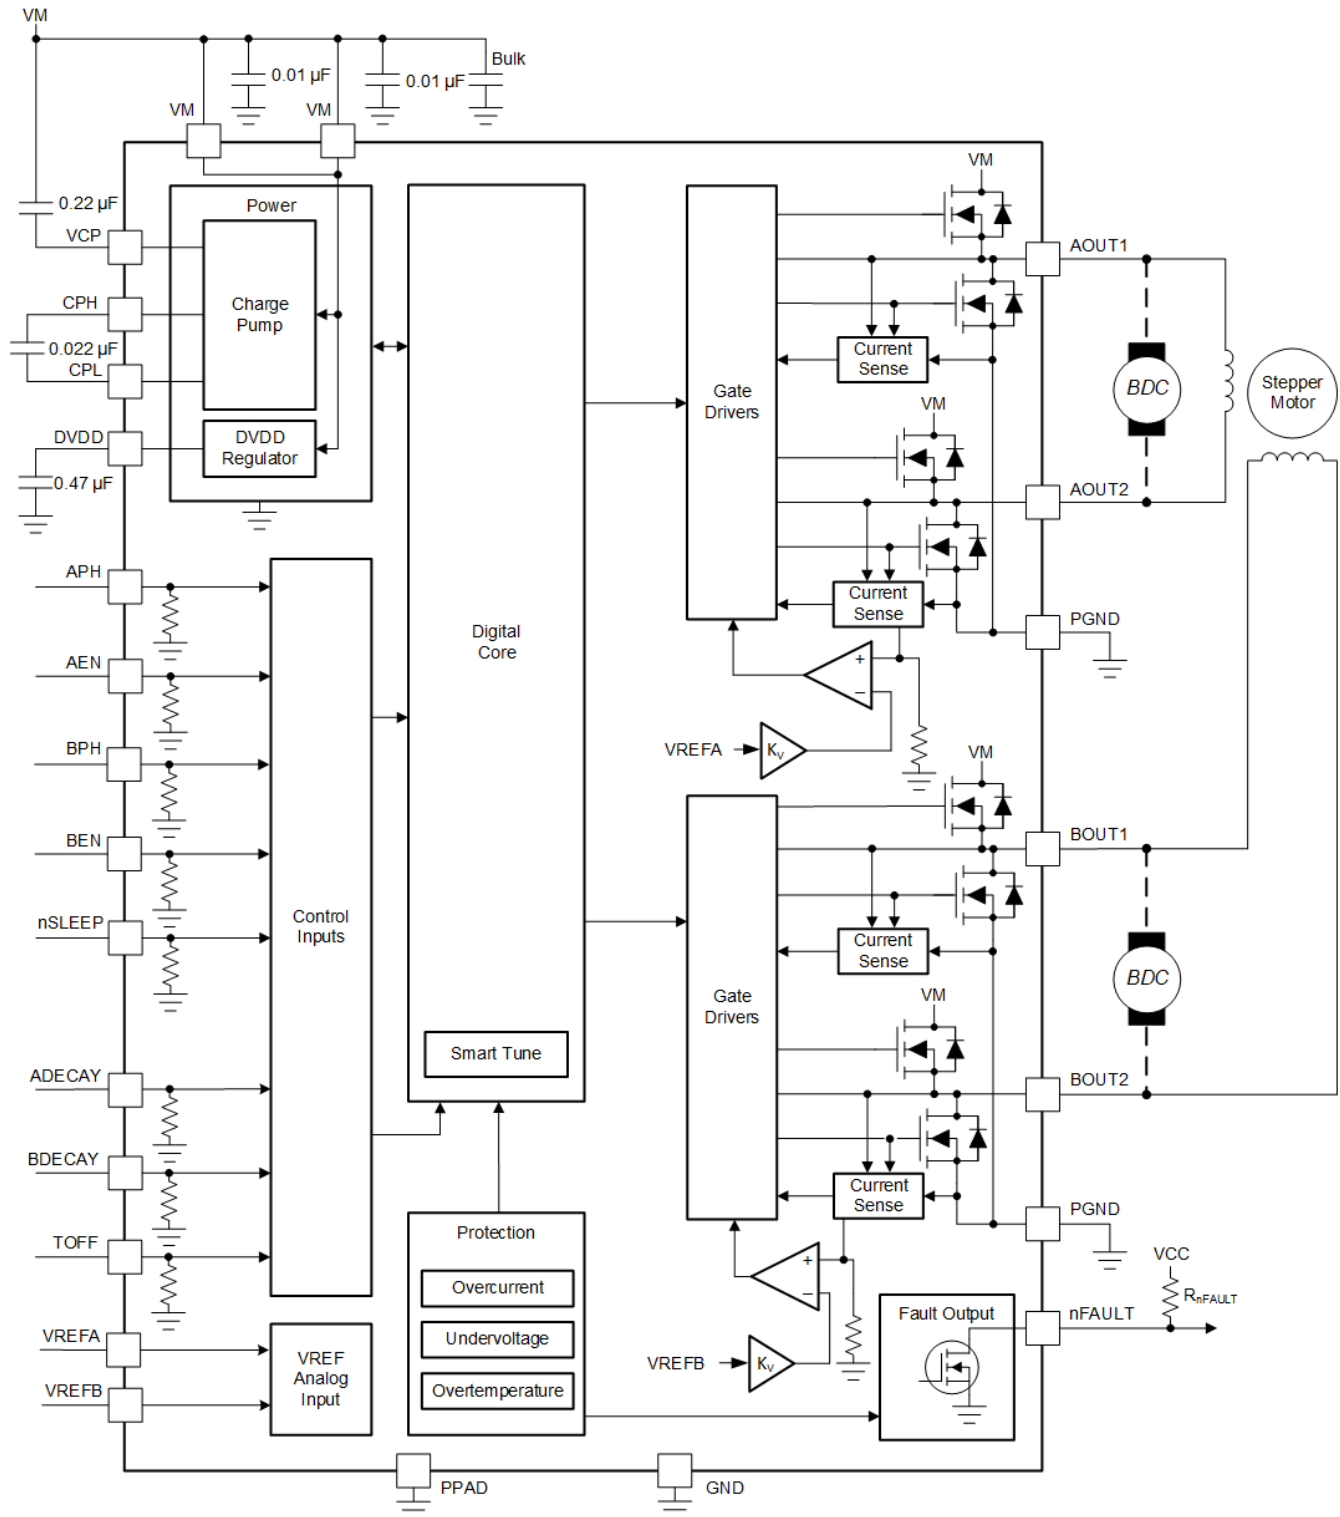 VM
Bulk
0.01 µF
0.01 µF
VM
VM
VM
0.22 µF
Power
VCP
AOUT1
CPH
Charge
Pump
0.022 µF
CPL
Current
Sense
Gate
Drivers
BDC
Stepper
Motor
VM
DVDD
DVDD
Regulator
0.47 µF
AOUT2
APH
Current
Sense
PGND
Digital
Core
AEN
+
−
BPH
VREFA
KV
VM
BEN
BOUT1
nSLEEP
Control
Inputs
Current
Sense
Gate
Drivers
BDC
VM
Smart Tune
ADECAY
BOUT2
BDECAY
Current
Sense
PGND
Protection
TOFF
VCC
+
−
Overcurrent
RnFAULT
Fault Output
nFAULT
VREFA
Undervoltage
VREF
Analog
Input
VREFB
KV
VREFB
Overtemperature
PPAD
GND